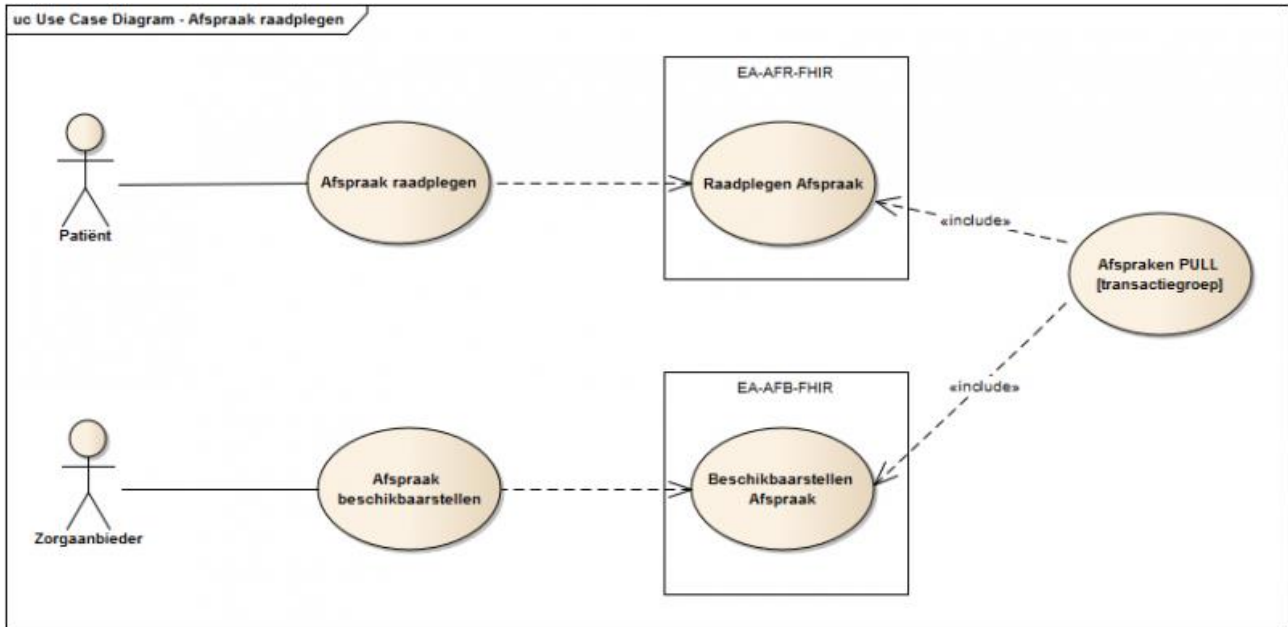 uc Use Case Diagram - Afspraak raadplegen
EA-AFR-FHIR
Patiënt
Afspraak raadplegen
Raadplegen Afspraak
«include»
Afspraken PULL
[transactiegroep]
EA-AFB-FHIR
«include»
Zorgaanbieder
Afspraak
beschikbaarstellen
Beschikbaarstellen
Afspraak